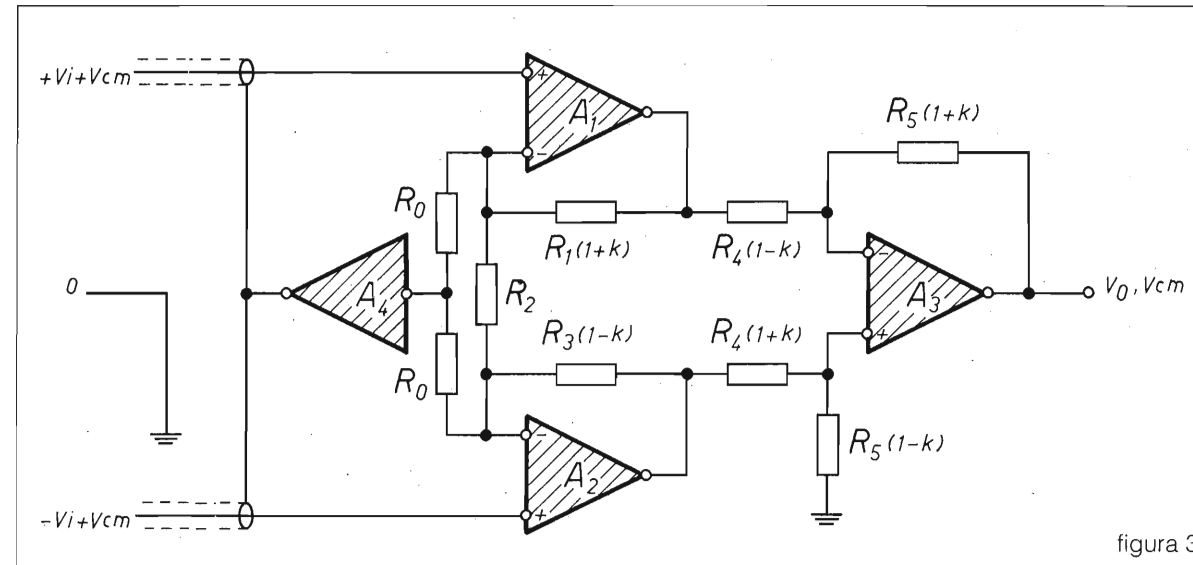 +Vi+Vcm
+
A1
-
R5(1+k)
R0
R1(1+k)
R4(1-k)
0
A4
R2
-
A3
+
V0, Vcm
R3(1-k)
R4(1+k)
R0
-
A2
+
R5(1-k)
-Vi+Vcm
figura 3